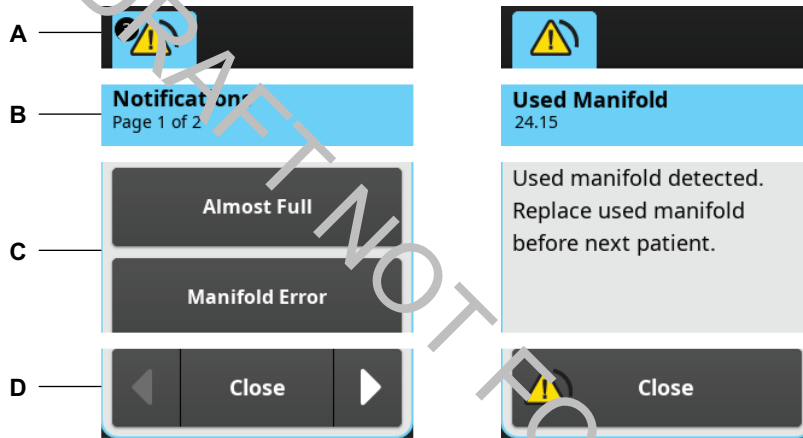 A
B
Notifications
Page 1 of 2
Used Manifold
24.15
C
Almost Full
Manifold Error
Used manifold detected.
Replace used manifold
before next patient.
D
Close
Close
DRAFT NOT FO